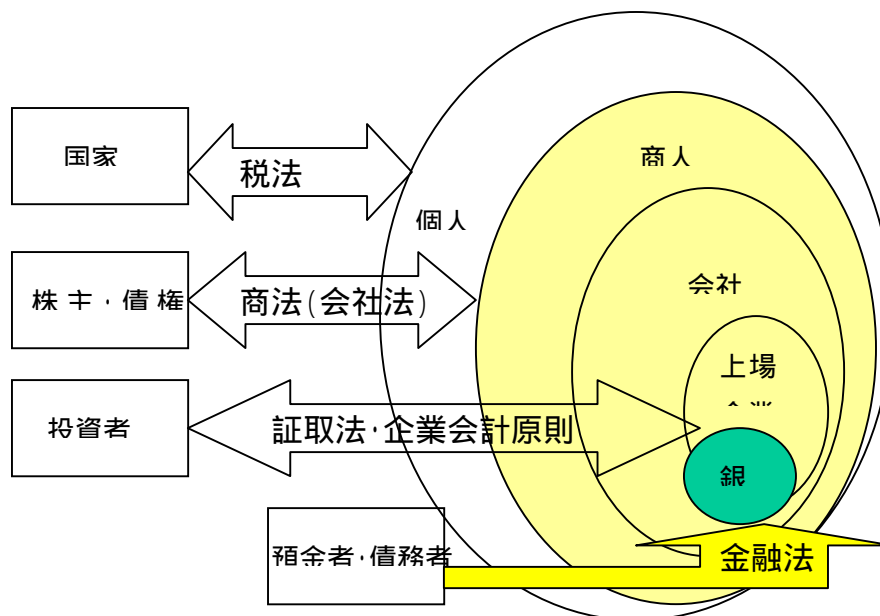 国家
税法
商人
個人
株主・債権
商法(会社法)
会社
投資者
証取法・企業会計原則
上場
企業
銀
預金者・債務者
金融法